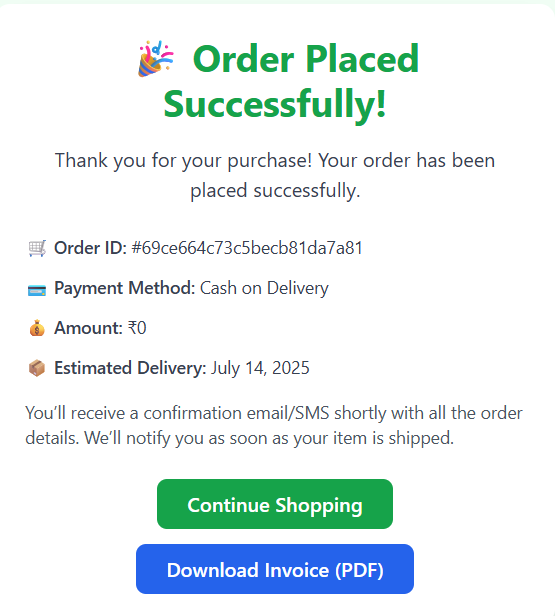 🎉 Order Placed
Successfully!
Thank you for your purchase! Your order has been
placed successfully.
🛒 Order ID: #69ce664c73c5becb81da7a81
💳 Payment Method: Cash on Delivery
💰 Amount: ₹0
📦 Estimated Delivery: July 14, 2025
You’ll receive a confirmation email/SMS shortly with all the order
details. We’ll notify you as soon as your item is shipped.
Continue Shopping
Download Invoice (PDF)